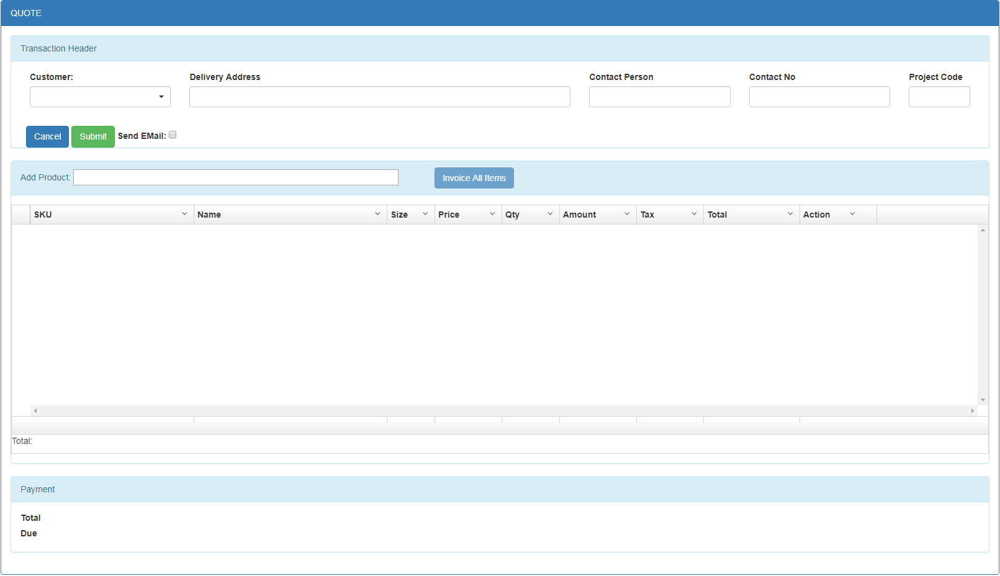 QUOTE
Transaction Header
Customer: Delivery Address Contact Person Contact No Project Code
Cancel Submit Send EMail:
Add Product: Invoice All Items
SKU Name Size Price Qty Amount Tax Total Action
Total:
Payment
Total
Due